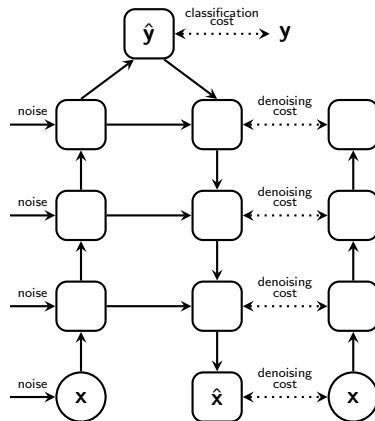 classification
cost
ŷ
y
noise
denoising
cost
noise
denoising
cost
noise
denoising
cost
noise
x
x̂
denoising
cost
x